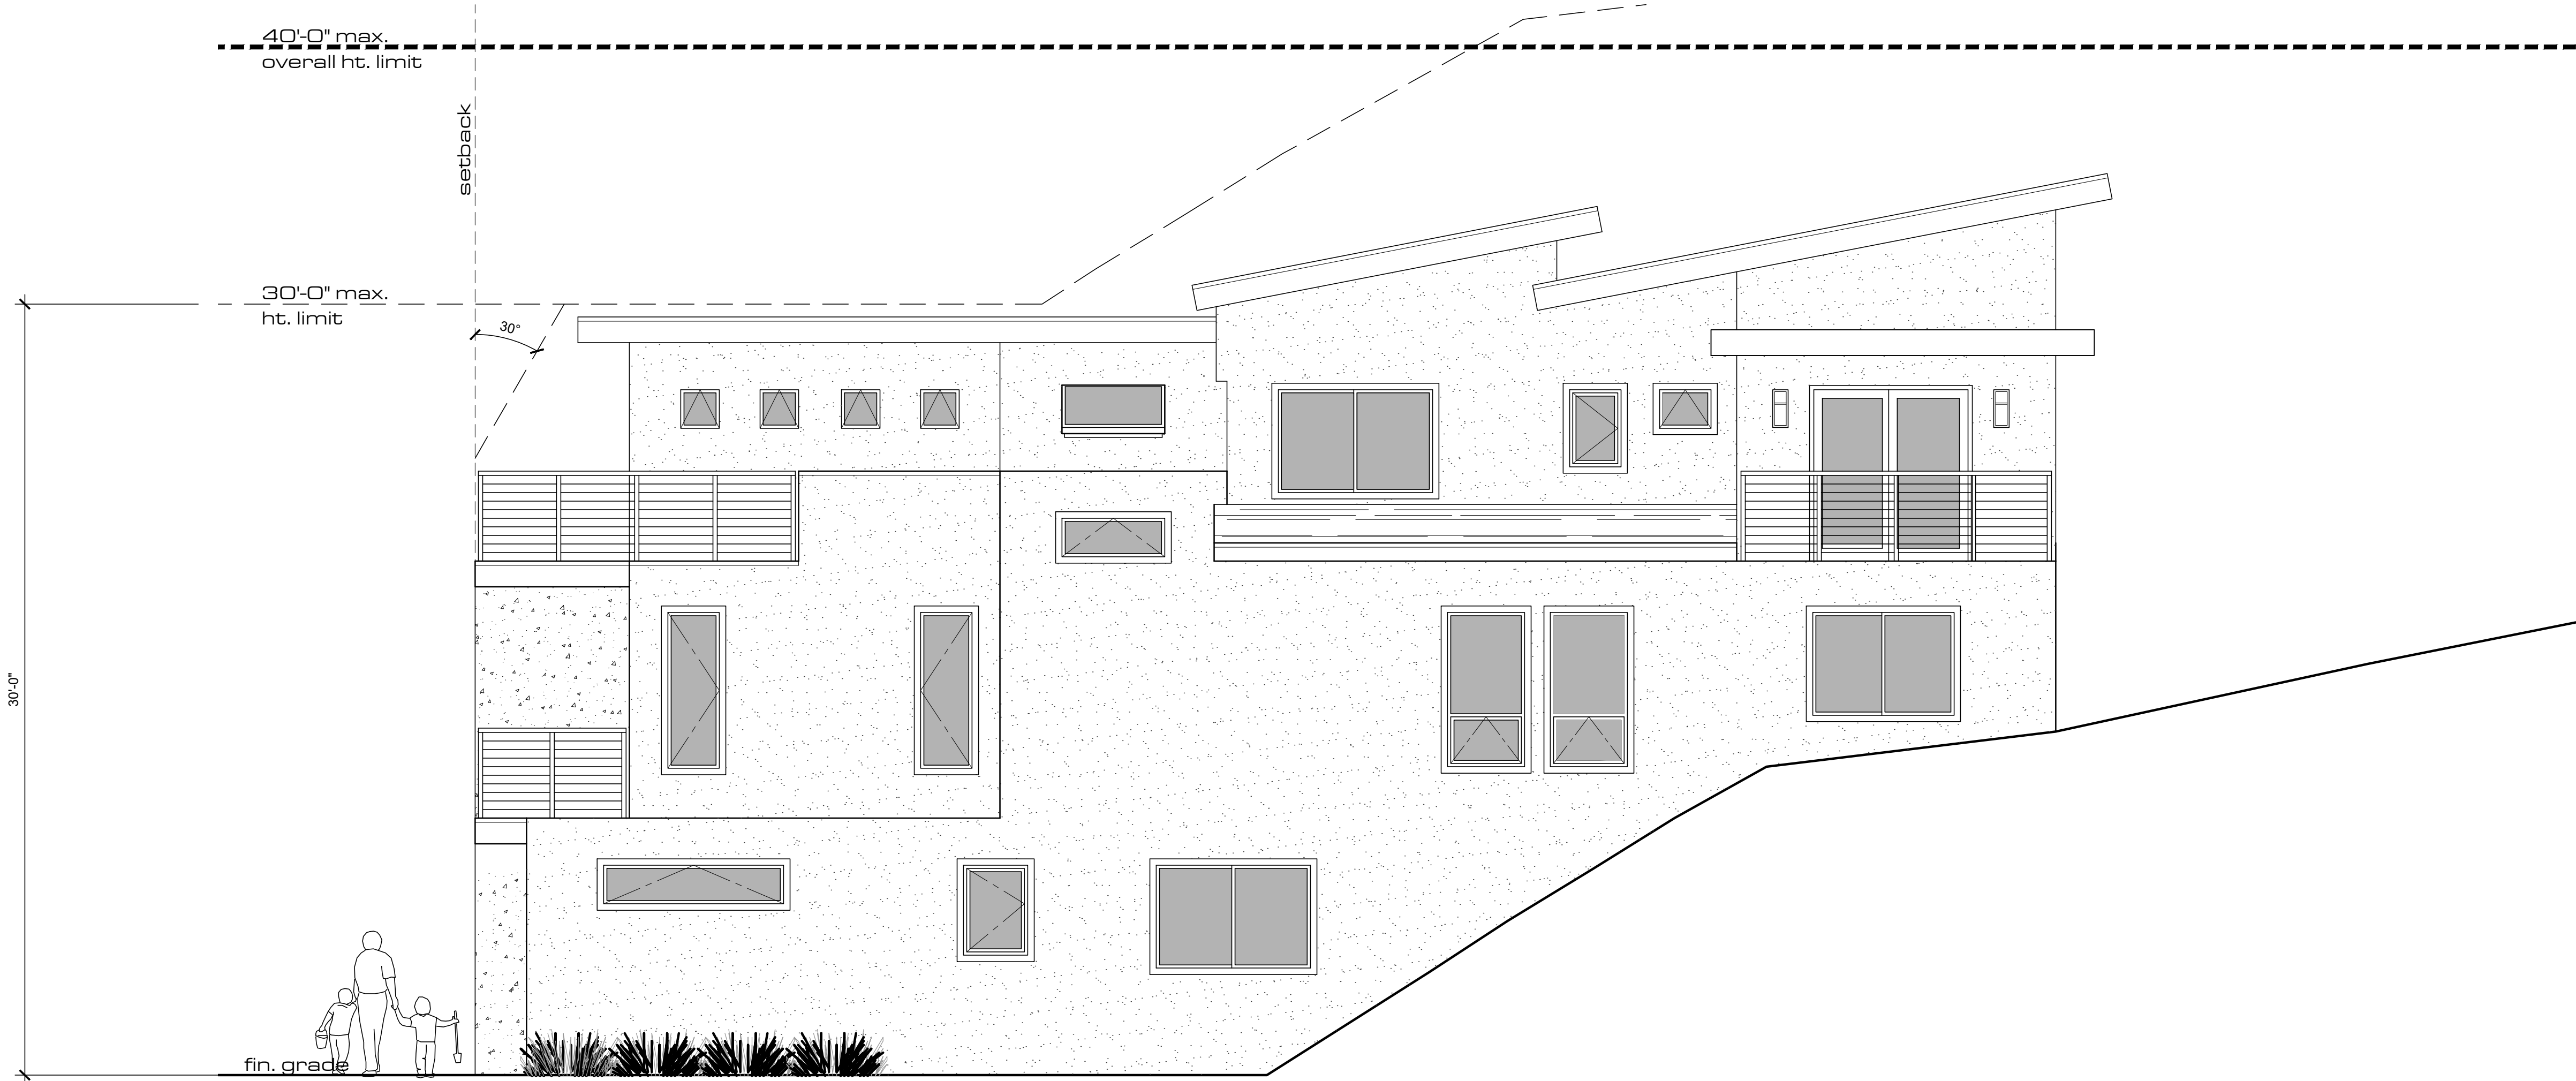 40'-0" max.
overall ht. limit
setback
30'-0" max.
ht. limit
30°
30'-0"
fin. grade